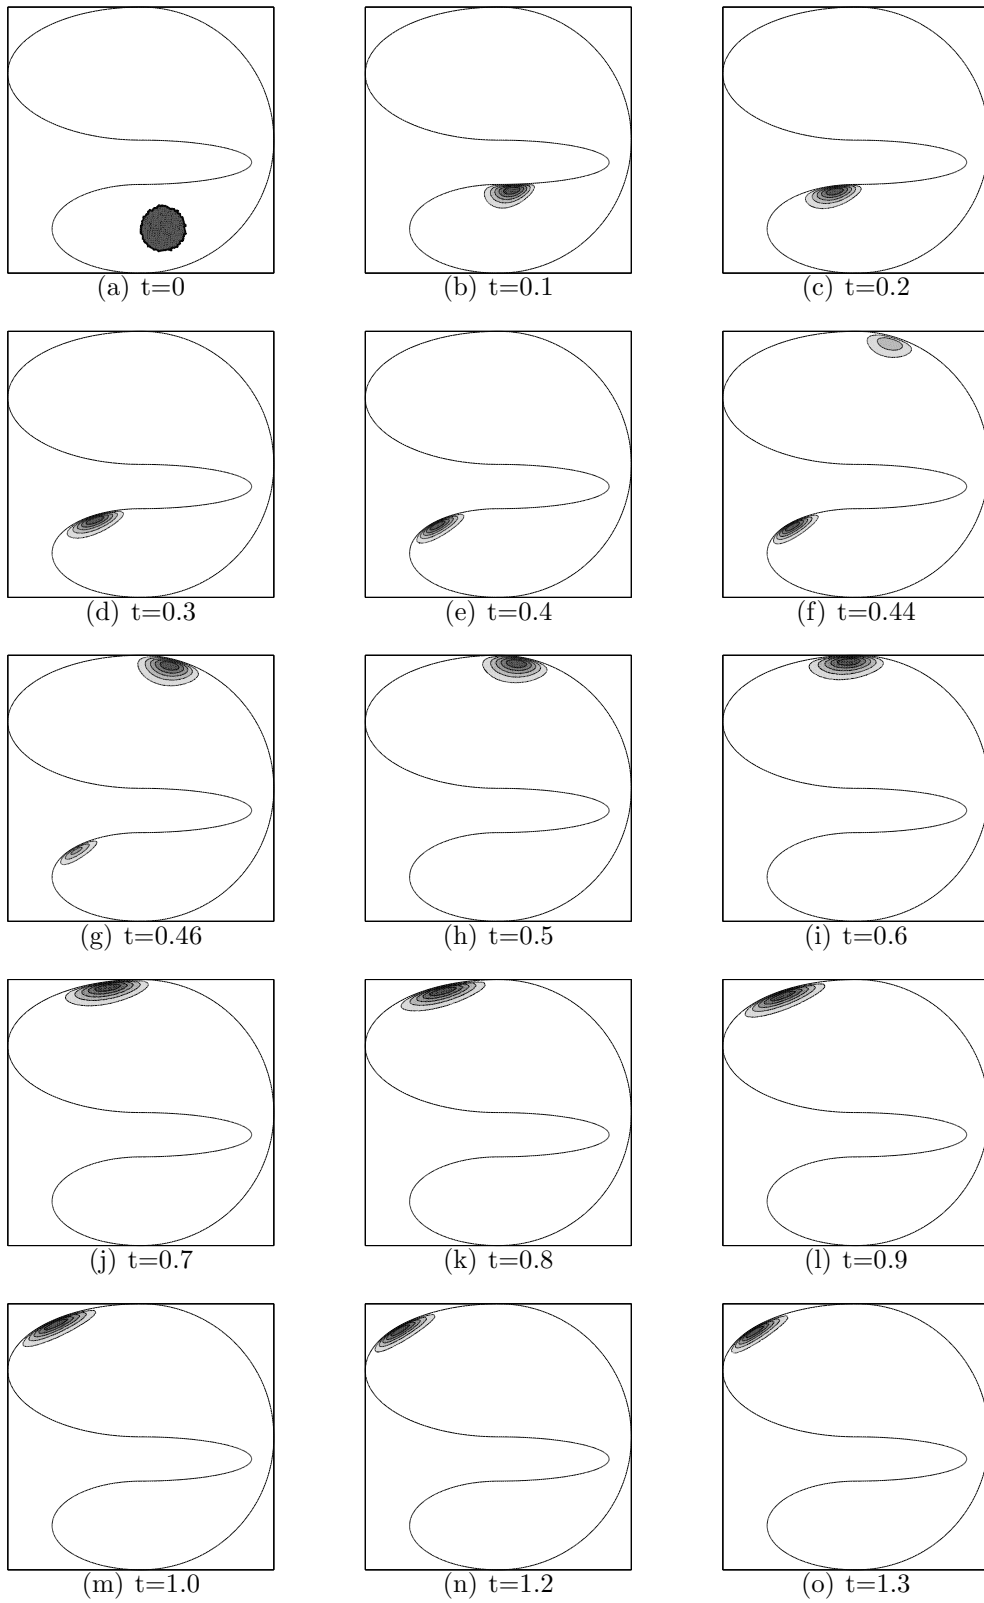 (a) t=0
(b) t=0.1
(c) t=0.2
(d) t=0.3
(e) t=0.4
(f) t=0.44
(g) t=0.46
(h) t=0.5
(i) t=0.6
(j) t=0.7
(k) t=0.8
(l) t=0.9
(m) t=1.0
(n) t=1.2
(o) t=1.3